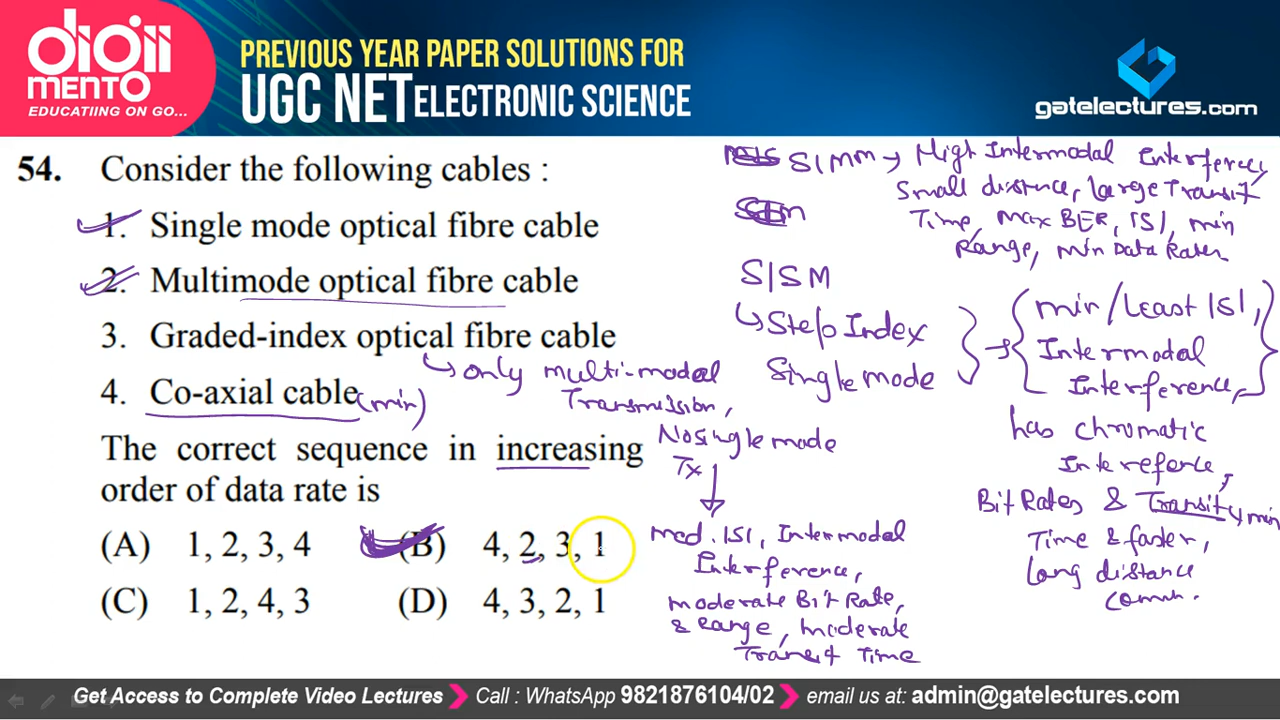 digii
mento
EDUCATIING ON GO...
PREVIOUS YEAR PAPER SOLUTIONS FOR
UGC NET ELECTRONIC SCIENCE
gatelectures.com
54. Consider the following cables :
1. Single mode optical fibre cable
2. Multimode optical fibre cable
3. Graded-index optical fibre cable
4. Co-axial cable (min)
The correct sequence in increasing
order of data rate is
(A) 1, 2, 3, 4 (B) 4, 2, 3, 1
(C) 1, 2, 4, 3 (D) 4, 3, 2, 1
only multi-modal
Transmission,
No single mode
Tx
mod. ISI, Intermodal
Interference,
moderate Bit Rate,
& Range, moderate
Transit Time
SIMM → High Intermodal Interference,
Small distance, large Transit
Time, max BER, ISI, min
Range, min Data Rates
SISM
Step Index
Single mode
min/Least ISI,
Intermodal
Interference,
has chromatic
Bit Rates & Transit min
Time & faster,
long distance
comm.
Get Access to Complete Video Lectures
Call : WhatsApp 9821876104/02
email us at: admin@gatelectures.com